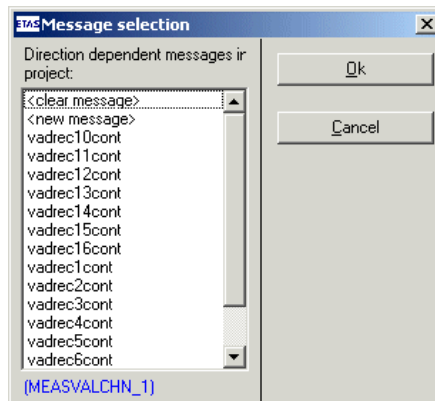 ETAS Message selection
Direction dependent messages in
project:
<clear message>
<new message>
vadrec10cont
vadrec11cont
vadrec12cont
vadrec13cont
vadrec14cont
vadrec15cont
vadrec16cont
vadrec1cont
vadrec2cont
vadrec3cont
vadrec4cont
vadrec5cont
vadrec6cont
(MEASVALCHN_1)
Ok
Cancel